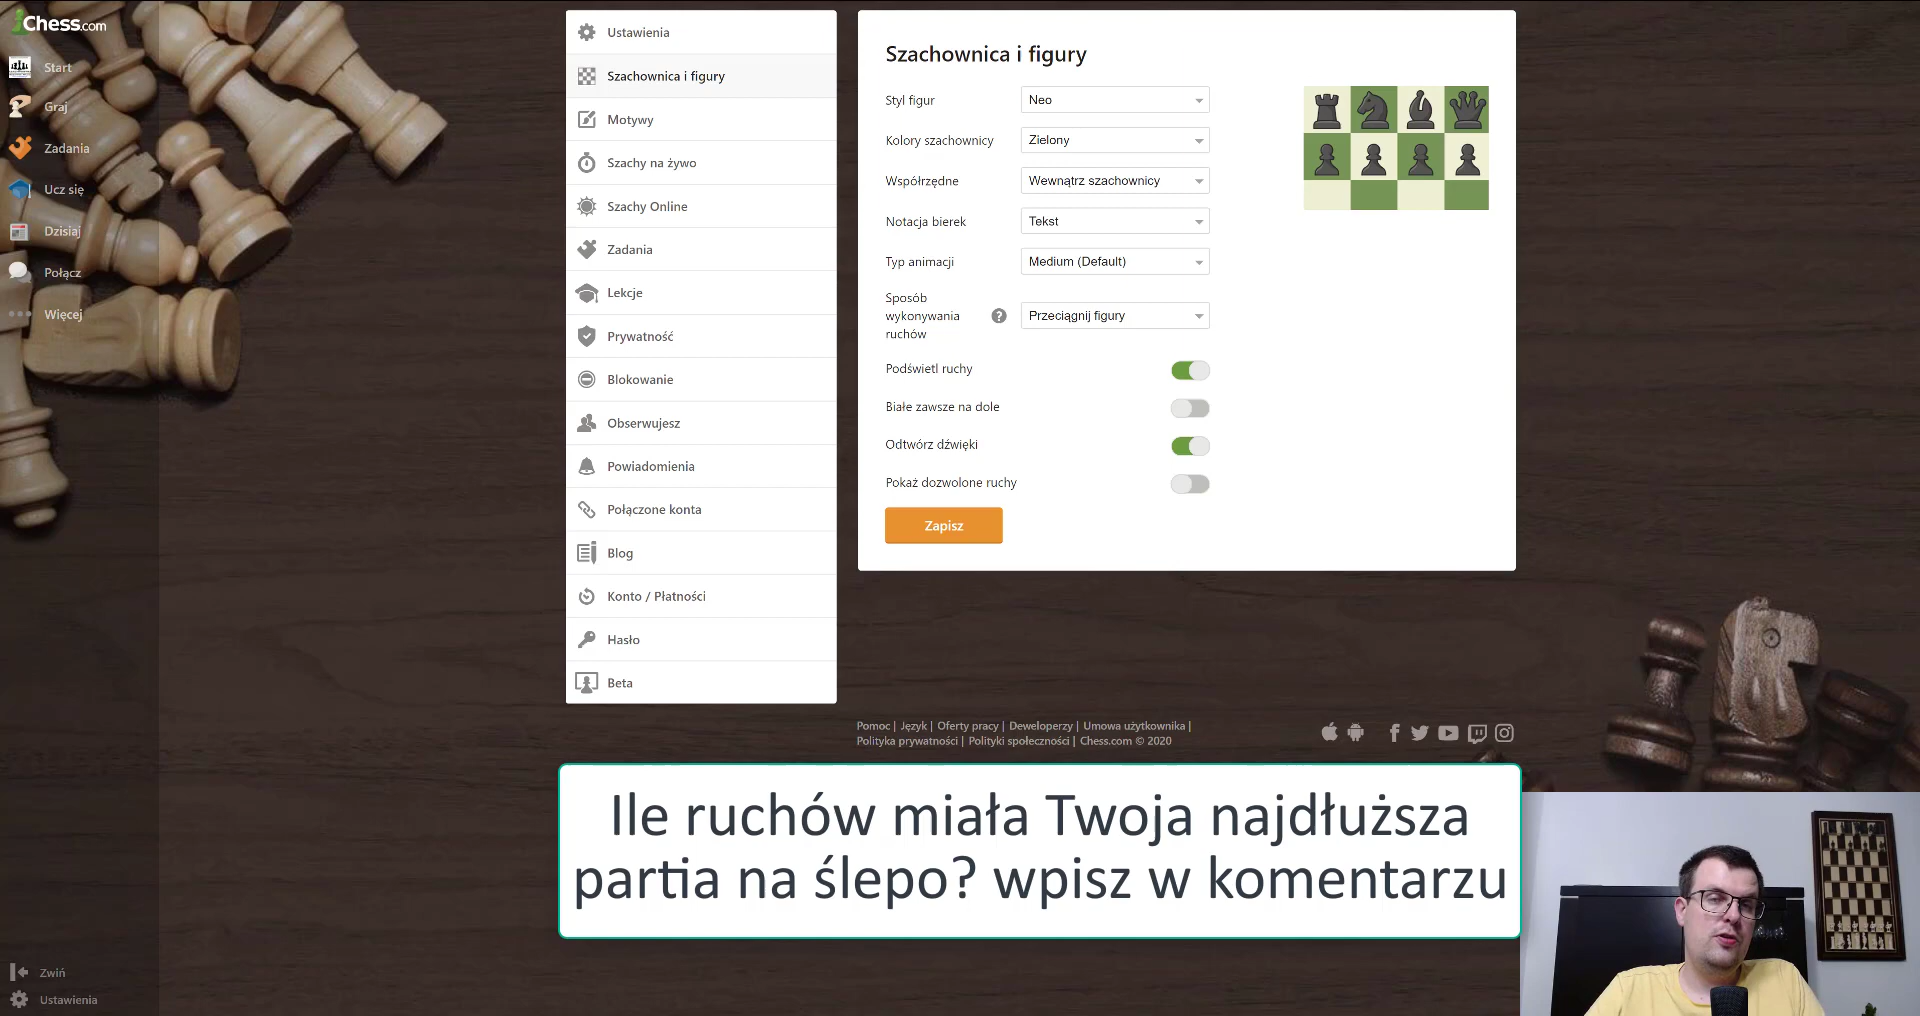 Chess.com
Start
Graj
Zadania
Ucz się
Dzisiaj
Połącz
Więcej
Zwiń
Ustawienia
Ustawienia
Szachownica i figury
Motywy
Szachy na żywo
Szachy Online
Zadania
Lekcje
Prywatność
Blokowanie
Obserwujesz
Powiadomienia
Połączone konta
Blog
Konto / Płatności
Hasło
Beta
Szachownica i figury
Styl figur Neo
Kolory szachownicy Zielony
Współrzędne Wewnątrz szachownicy
Notacja bierek Tekst
Typ animacji Medium (Default)
Sposób
wykonywania ? Przeciągnij figury
ruchów
Podświetl ruchy
Białe zawsze na dole
Odtwórz dźwięki
Pokaż dozwolone ruchy
Zapisz
Pomoc | Język | Oferty pracy | Deweloperzy | Umowa użytkownika |
Polityka prywatności | Polityki społeczności | Chess.com © 2020
Ile ruchów miała Twoja najdłuższa
partia na ślepo? wpisz w komentarzu